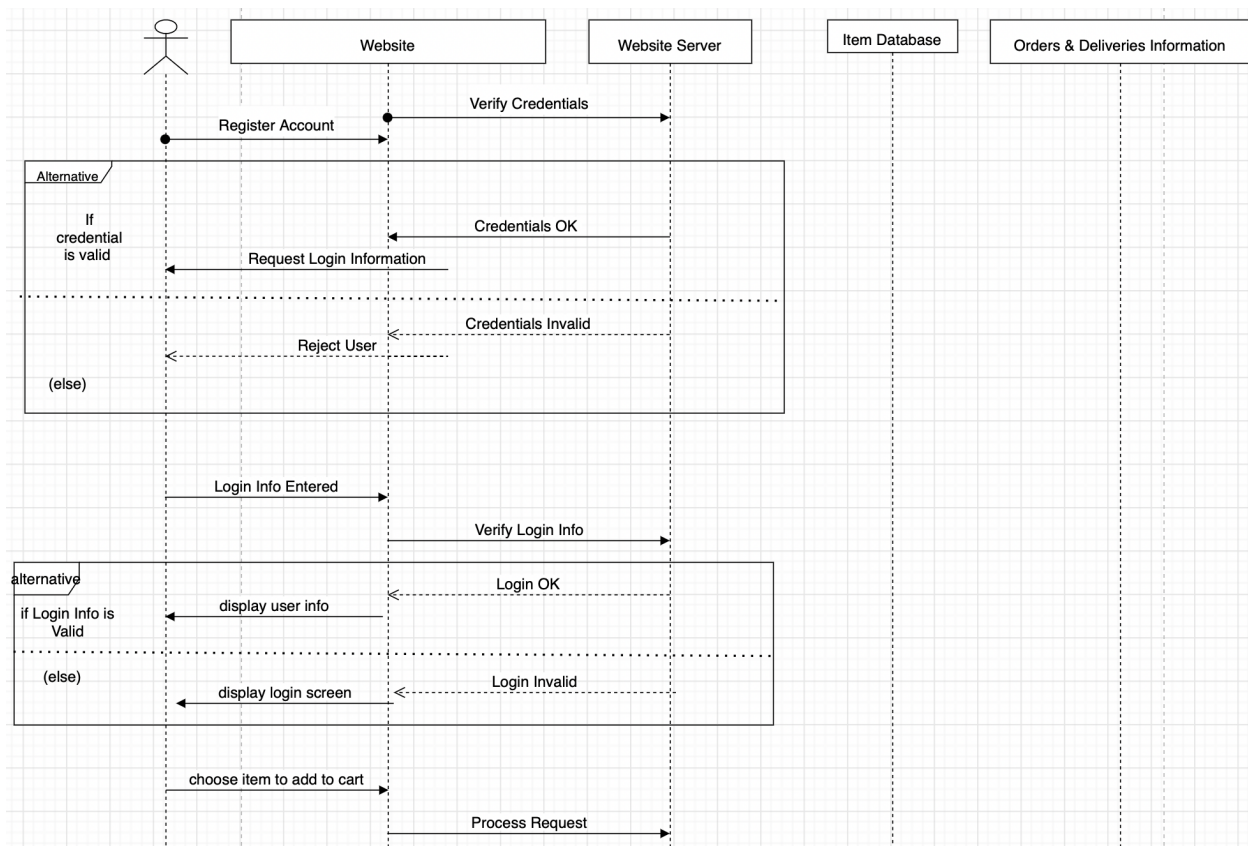 Website
Website Server
Item Database
Orders & Deliveries Information
Verify Credentials
Register Account
Alternative
If
credential
is valid
Credentials OK
Request Login Information
Credentials Invalid
Reject User
(else)
Login Info Entered
Verify Login Info
alternative
Login OK
if Login Info is
Valid
display user info
(else)
Login Invalid
display login screen
choose item to add to cart
Process Request